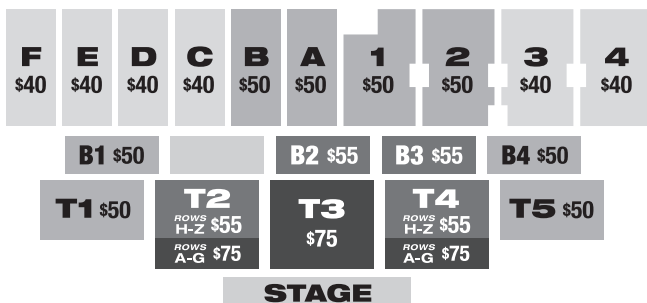 F E D C B A 1 2 3 4
$40 $40 $40 $40 $50 $50 $50 $50 $40 $40
B1 $50 B2 $55 B3 $55 B4 $50
T1 $50
T2
ROWS H-Z $55
ROWS A-G $75
T3
$75
T4
ROWS H-Z $55
ROWS A-G $75
T5 $50
STAGE